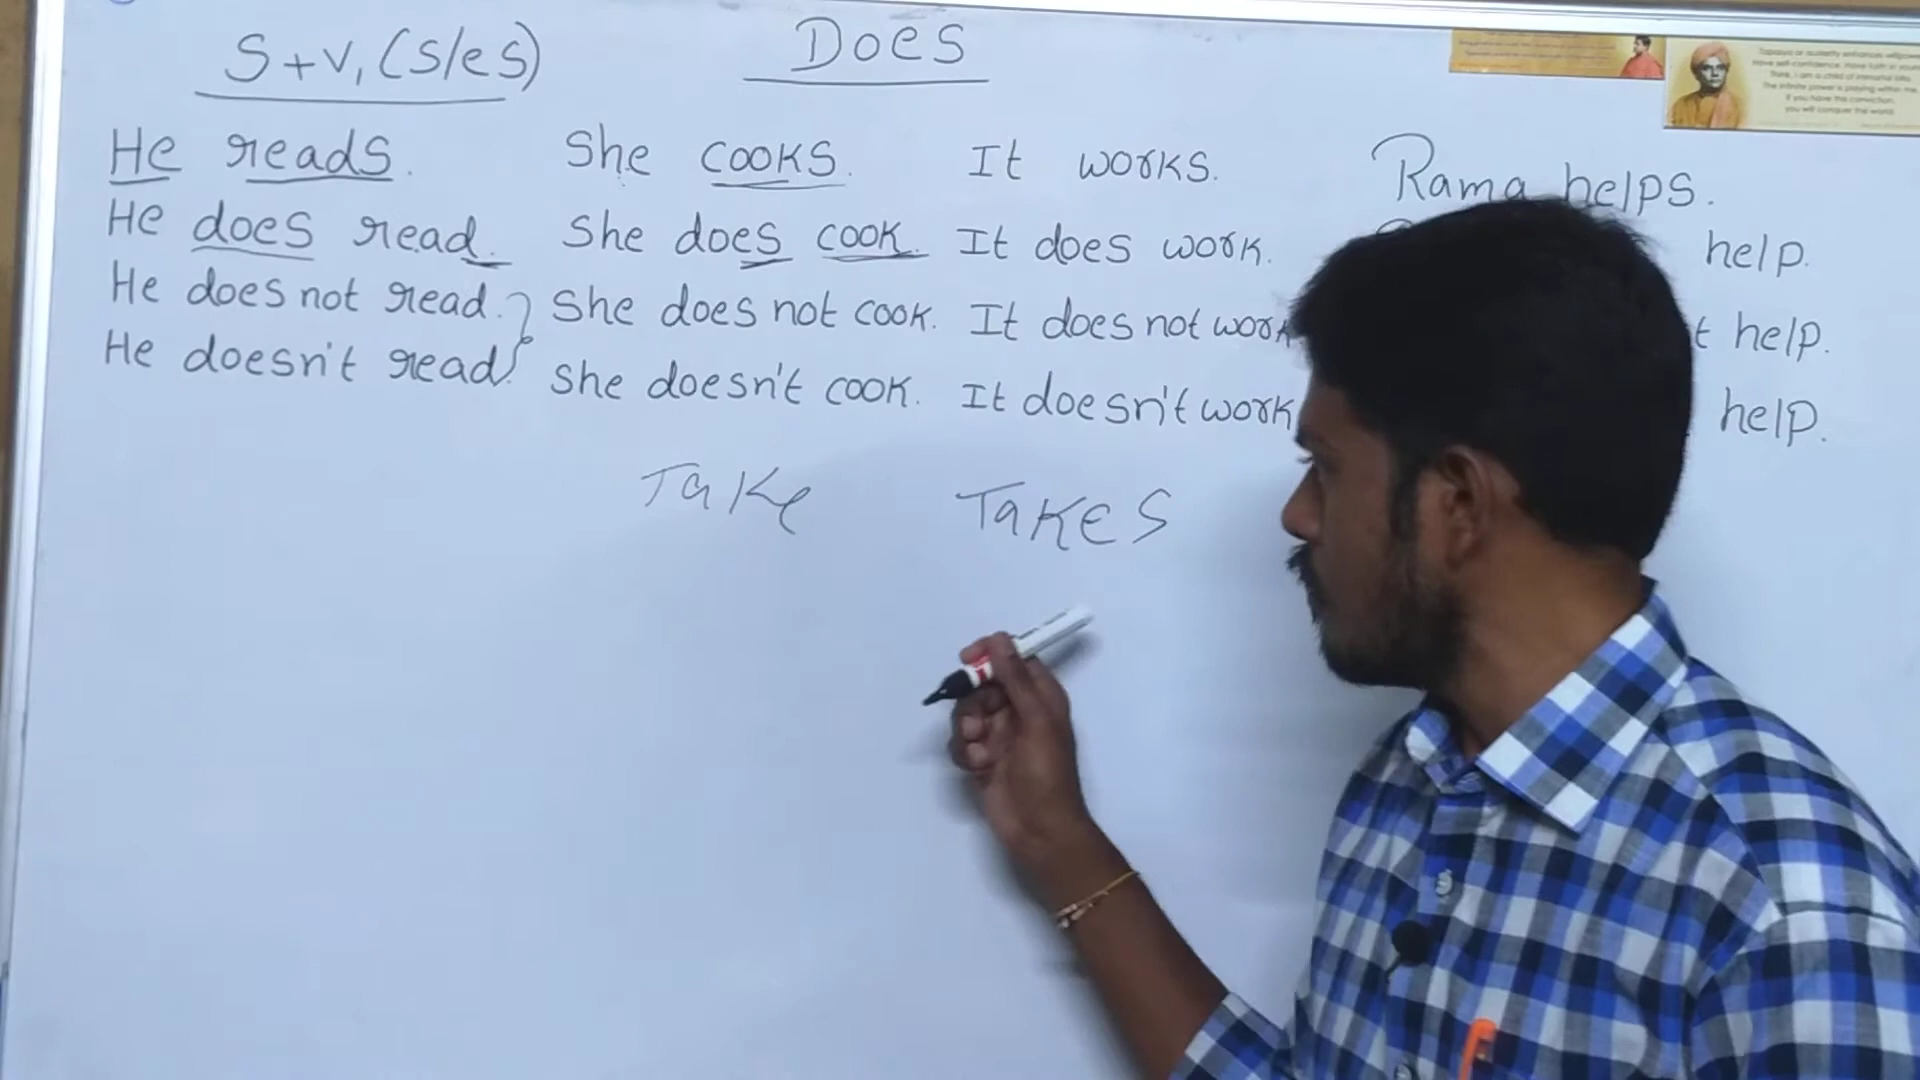 S+V₁ (s/es) DOES
He reads. She cooks. It works. Rama helps.
He does read. She does cook. It does work. help.
He does not read. She does not cook. It does not work t help.
He doesn't read. She doesn't cook. It doesn't work help.
Take Takes